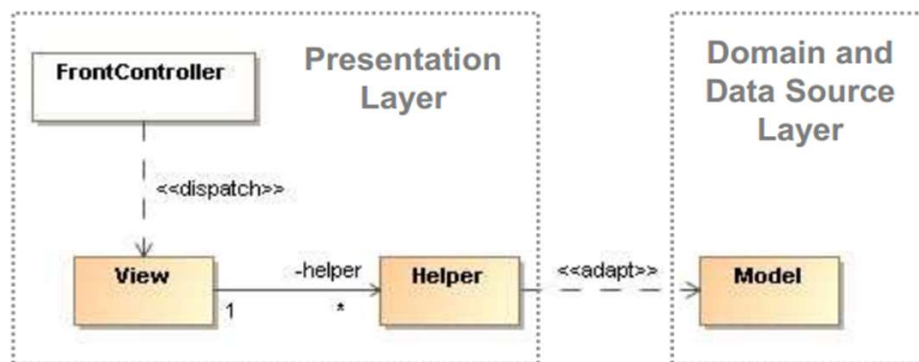 Presentation
Layer
Domain and
Data Source
Layer
FrontController
<<dispatch>>
View
-helper
1
*
Helper
<<adapt>>
Model